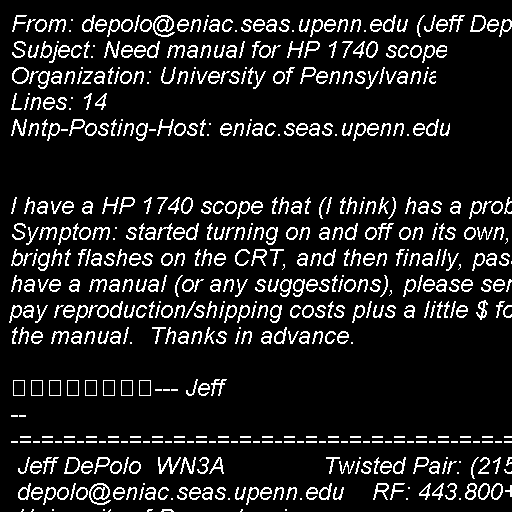 From: depolo@eniac.seas.upenn.edu (Jeff Dep
Subject: Need manual for HP 1740 scope
Organization: University of Pennsylvania
Lines: 14
Nntp-Posting-Host: eniac.seas.upenn.edu
I have a HP 1740 scope that (I think) has a prob
Symptom: started turning on and off on its own,
bright flashes on the CRT, and then finally, pas
have a manual (or any suggestions), please sen
pay reproduction/shipping costs plus a little $ fo
the manual.  Thanks in advance.
--- Jeff
--
-=-=-=-=-=-=-=-=-=-=-=-=-=-=-=-=-=-=-=-=-=-=-=
Jeff DePolo  WN3A          Twisted Pair: (215
depolo@eniac.seas.upenn.edu    RF: 443.800+
University of Pennsylvania